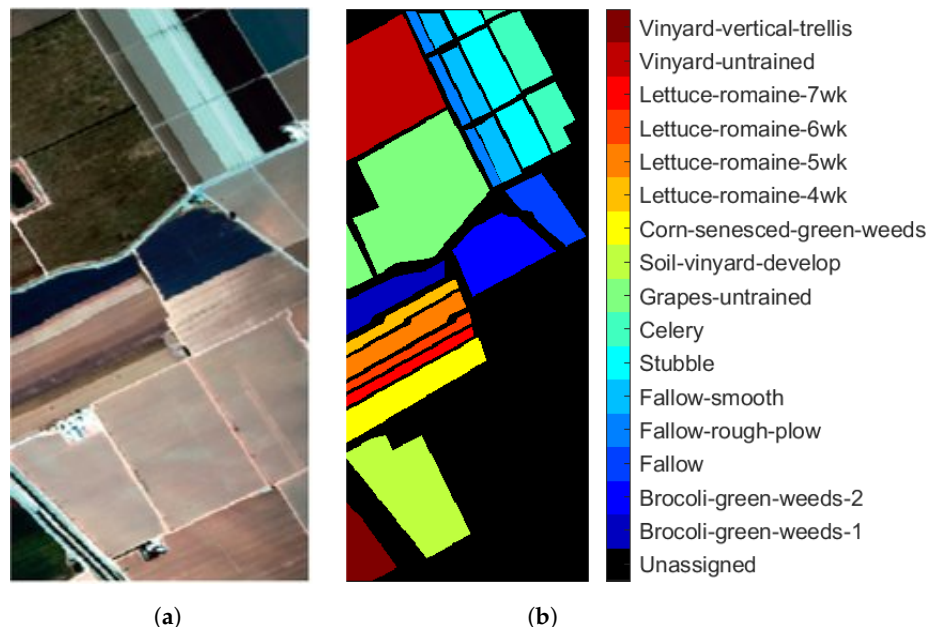 Vinyard-vertical-trellis
Vinyard-untrained
Lettuce-romaine-7wk
Lettuce-romaine-6wk
Lettuce-romaine-5wk
Lettuce-romaine-4wk
Corn-senesced-green-weeds
Soil-vinyard-develop
Grapes-untrained
Celery
Stubble
Fallow-smooth
Fallow-rough-plow
Fallow
Brocoli-green-weeds-2
Brocoli-green-weeds-1
Unassigned
(a)
(b)